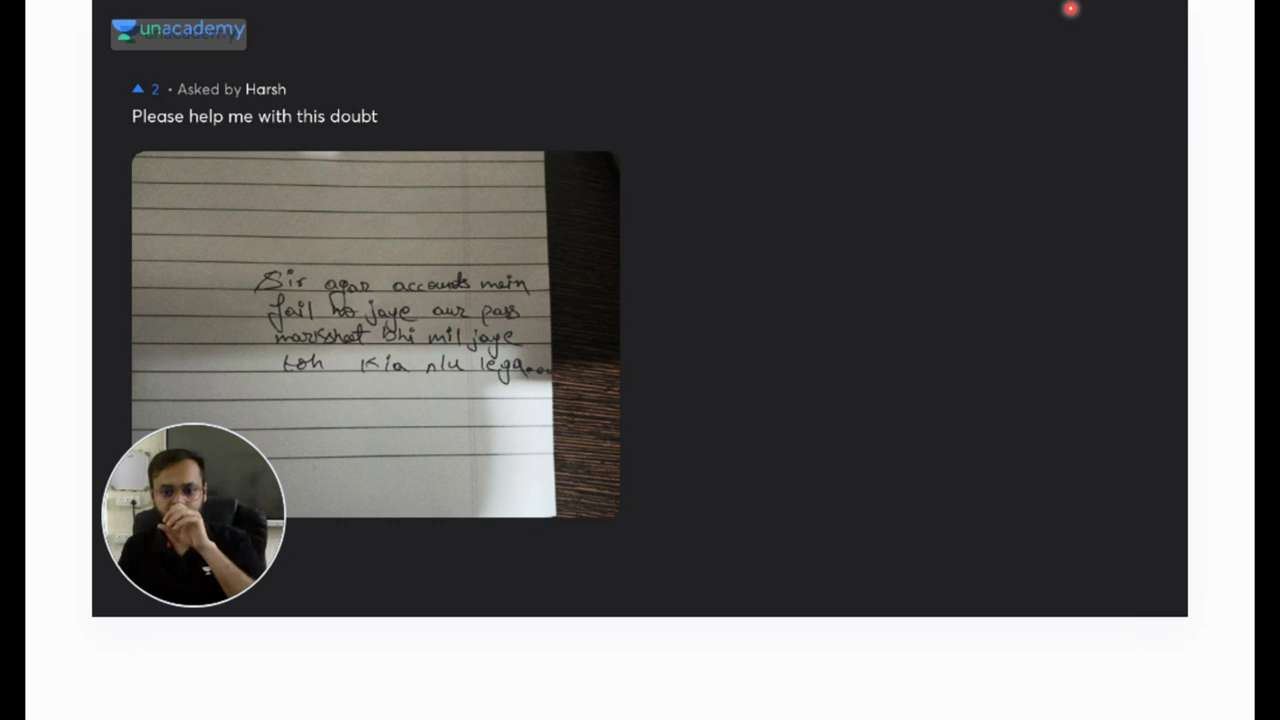 unacademy
2 · Asked by Harsh
Please help me with this doubt
Sir agar accounts mein
fail ho jaye aur pass
marksheet bhi mil jaye
toh kia n/u lega....